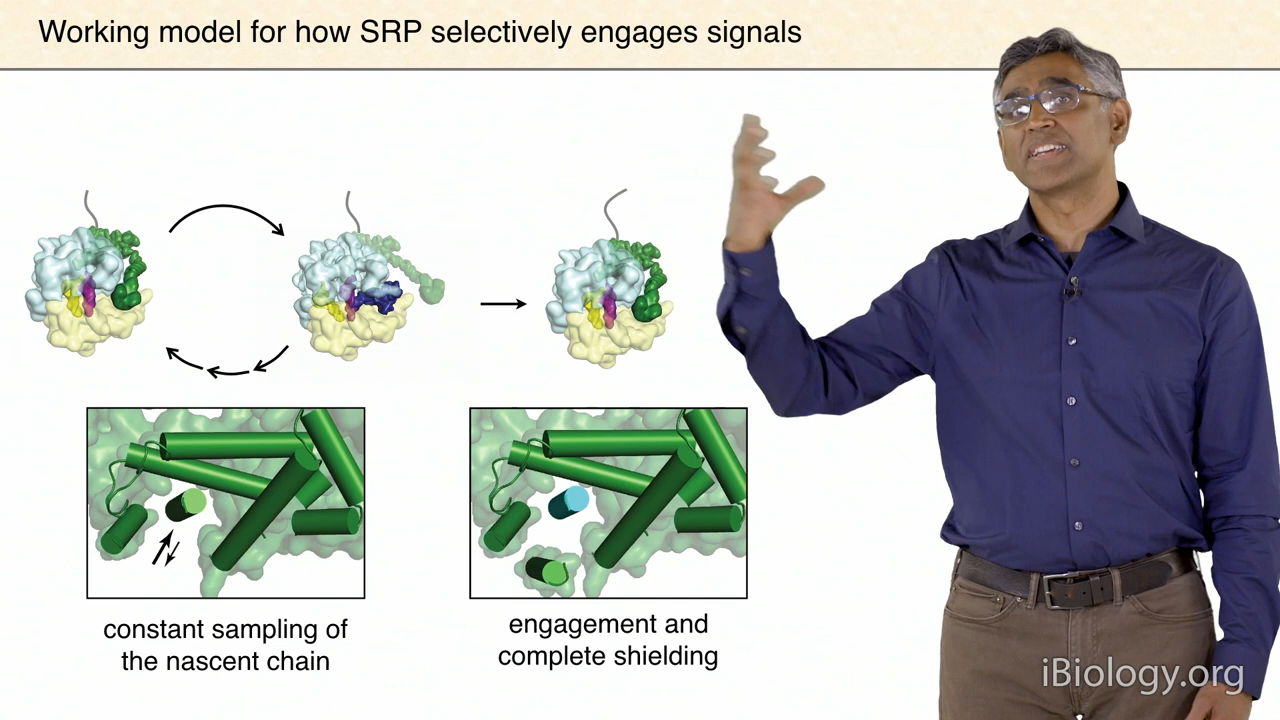 Working model for how SRP selectively engages signals
constant sampling of
the nascent chain
engagement and
complete shielding
iBiology.org